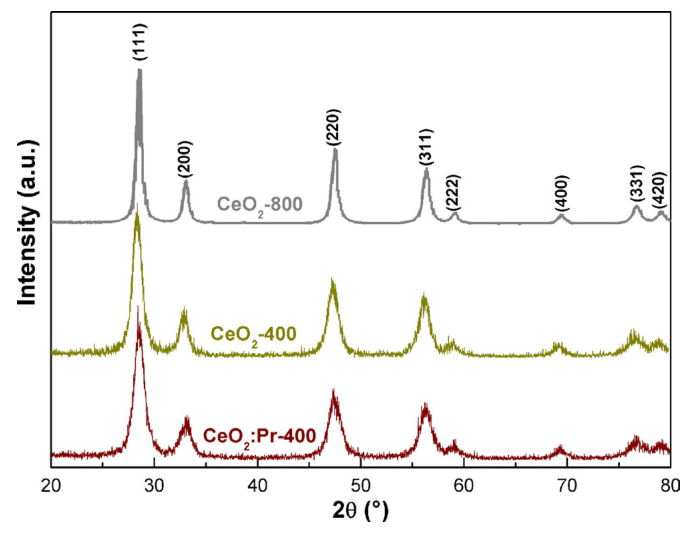 (111)
(200)
(220)
(311)
(222)
(400)
(331)
(420)
CeO₂-800
CeO₂-400
CeO₂:Pr-400
Intensity (a.u.)
20 30 40 50 60 70 80
2θ (°)